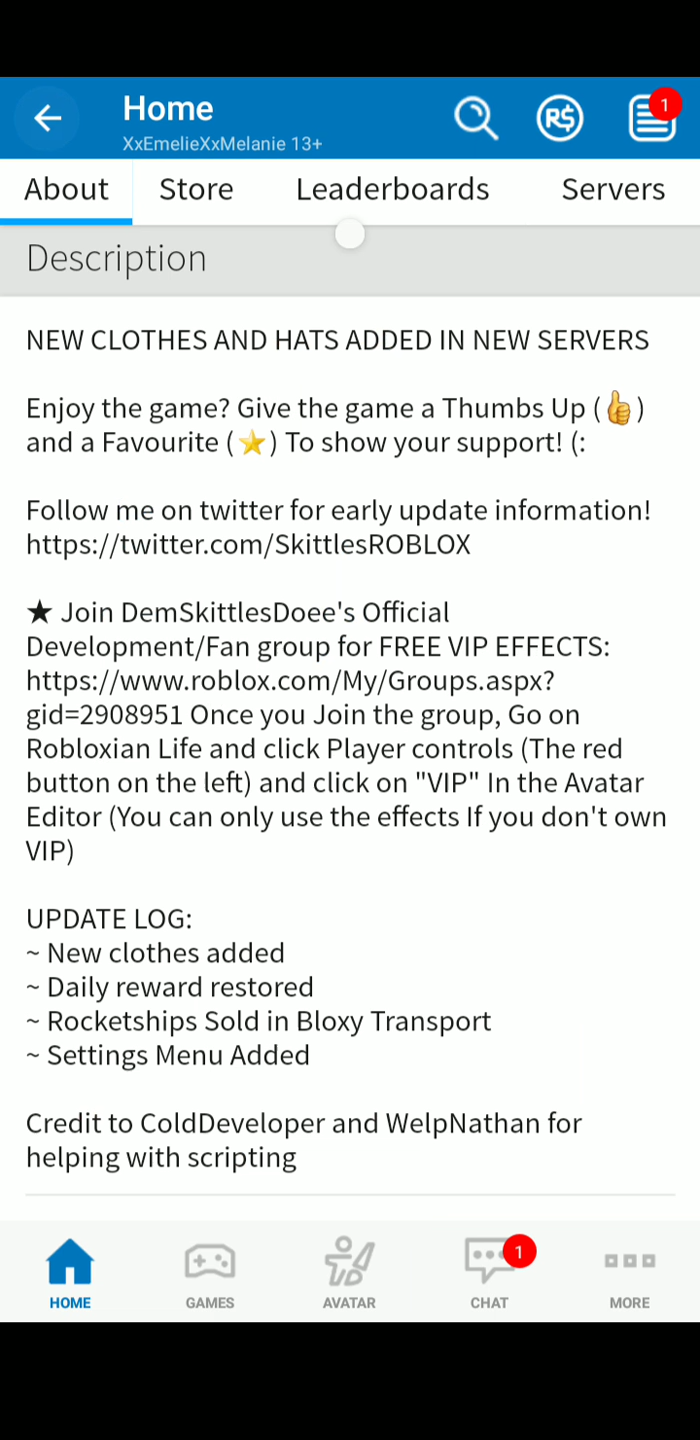 Home
XxEmelieXxMelanie 13+
R$
1
About Store Leaderboards Servers
Description
NEW CLOTHES AND HATS ADDED IN NEW SERVERS
Enjoy the game? Give the game a Thumbs Up (👍)
and a Favourite (⭐) To show your support! (:
Follow me on twitter for early update information!
https://twitter.com/SkittlesROBLOX
★ Join DemSkittlesDoee's Official
Development/Fan group for FREE VIP EFFECTS:
https://www.roblox.com/My/Groups.aspx?
gid=2908951 Once you Join the group, Go on
Robloxian Life and click Player controls (The red
button on the left) and click on "VIP" In the Avatar
Editor (You can only use the effects If you don't own
VIP)
UPDATE LOG:
~ New clothes added
~ Daily reward restored
~ Rocketships Sold in Bloxy Transport
~ Settings Menu Added
Credit to ColdDeveloper and WelpNathan for
helping with scripting
1
HOME GAMES AVATAR CHAT MORE